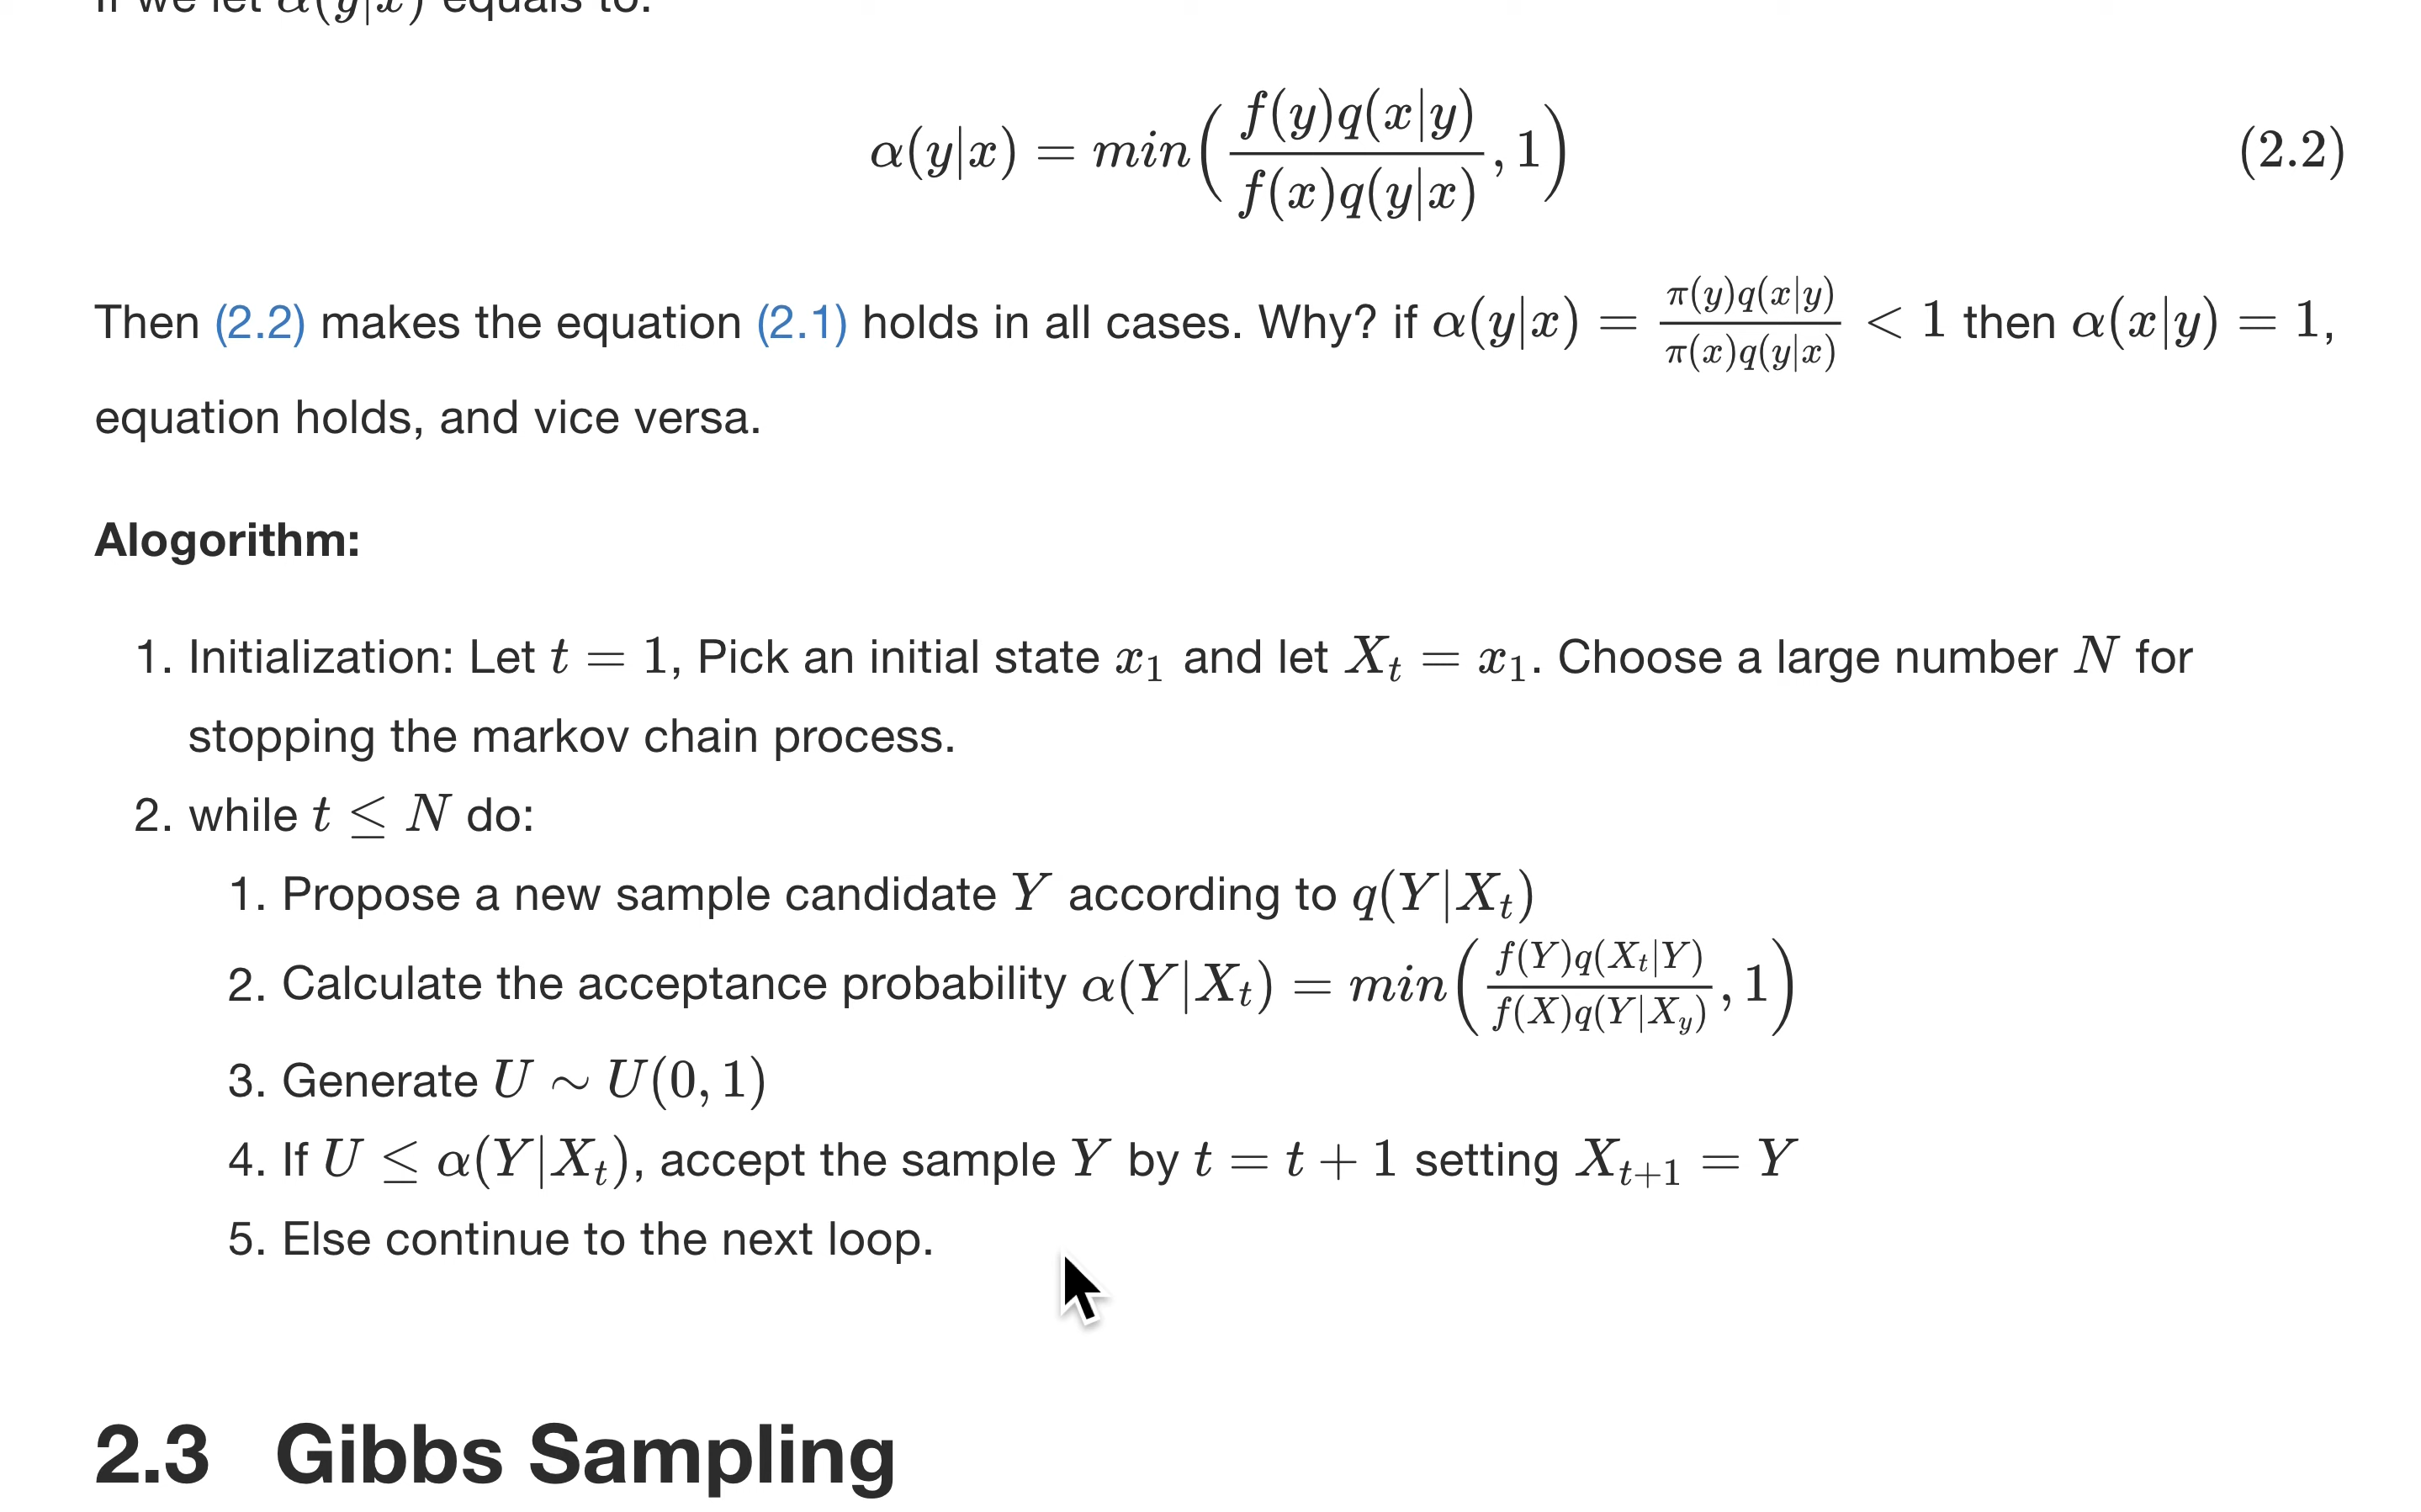 If we let α(y|x) equals to:
α(y|x) = min(f(y)q(x|y) / f(x)q(y|x), 1) (2.2)
Then (2.2) makes the equation (2.1) holds in all cases. Why? if α(y|x) = π(y)q(x|y) / π(x)q(y|x) < 1 then α(x|y) = 1,
equation holds, and vice versa.
Alogorithm:
1. Initialization: Let t = 1, Pick an initial state x₁ and let Xₜ = x₁. Choose a large number N for
stopping the markov chain process.
2. while t ≤ N do:
1. Propose a new sample candidate Y according to q(Y|Xₜ)
2. Calculate the acceptance probability α(Y|Xₜ) = min(f(Y)q(Xₜ|Y) / f(X)q(Y|X_y), 1)
3. Generate U ~ U(0, 1)
4. If U ≤ α(Y|Xₜ), accept the sample Y by t = t + 1 setting Xₜ₊₁ = Y
5. Else continue to the next loop.
2.3 Gibbs Sampling